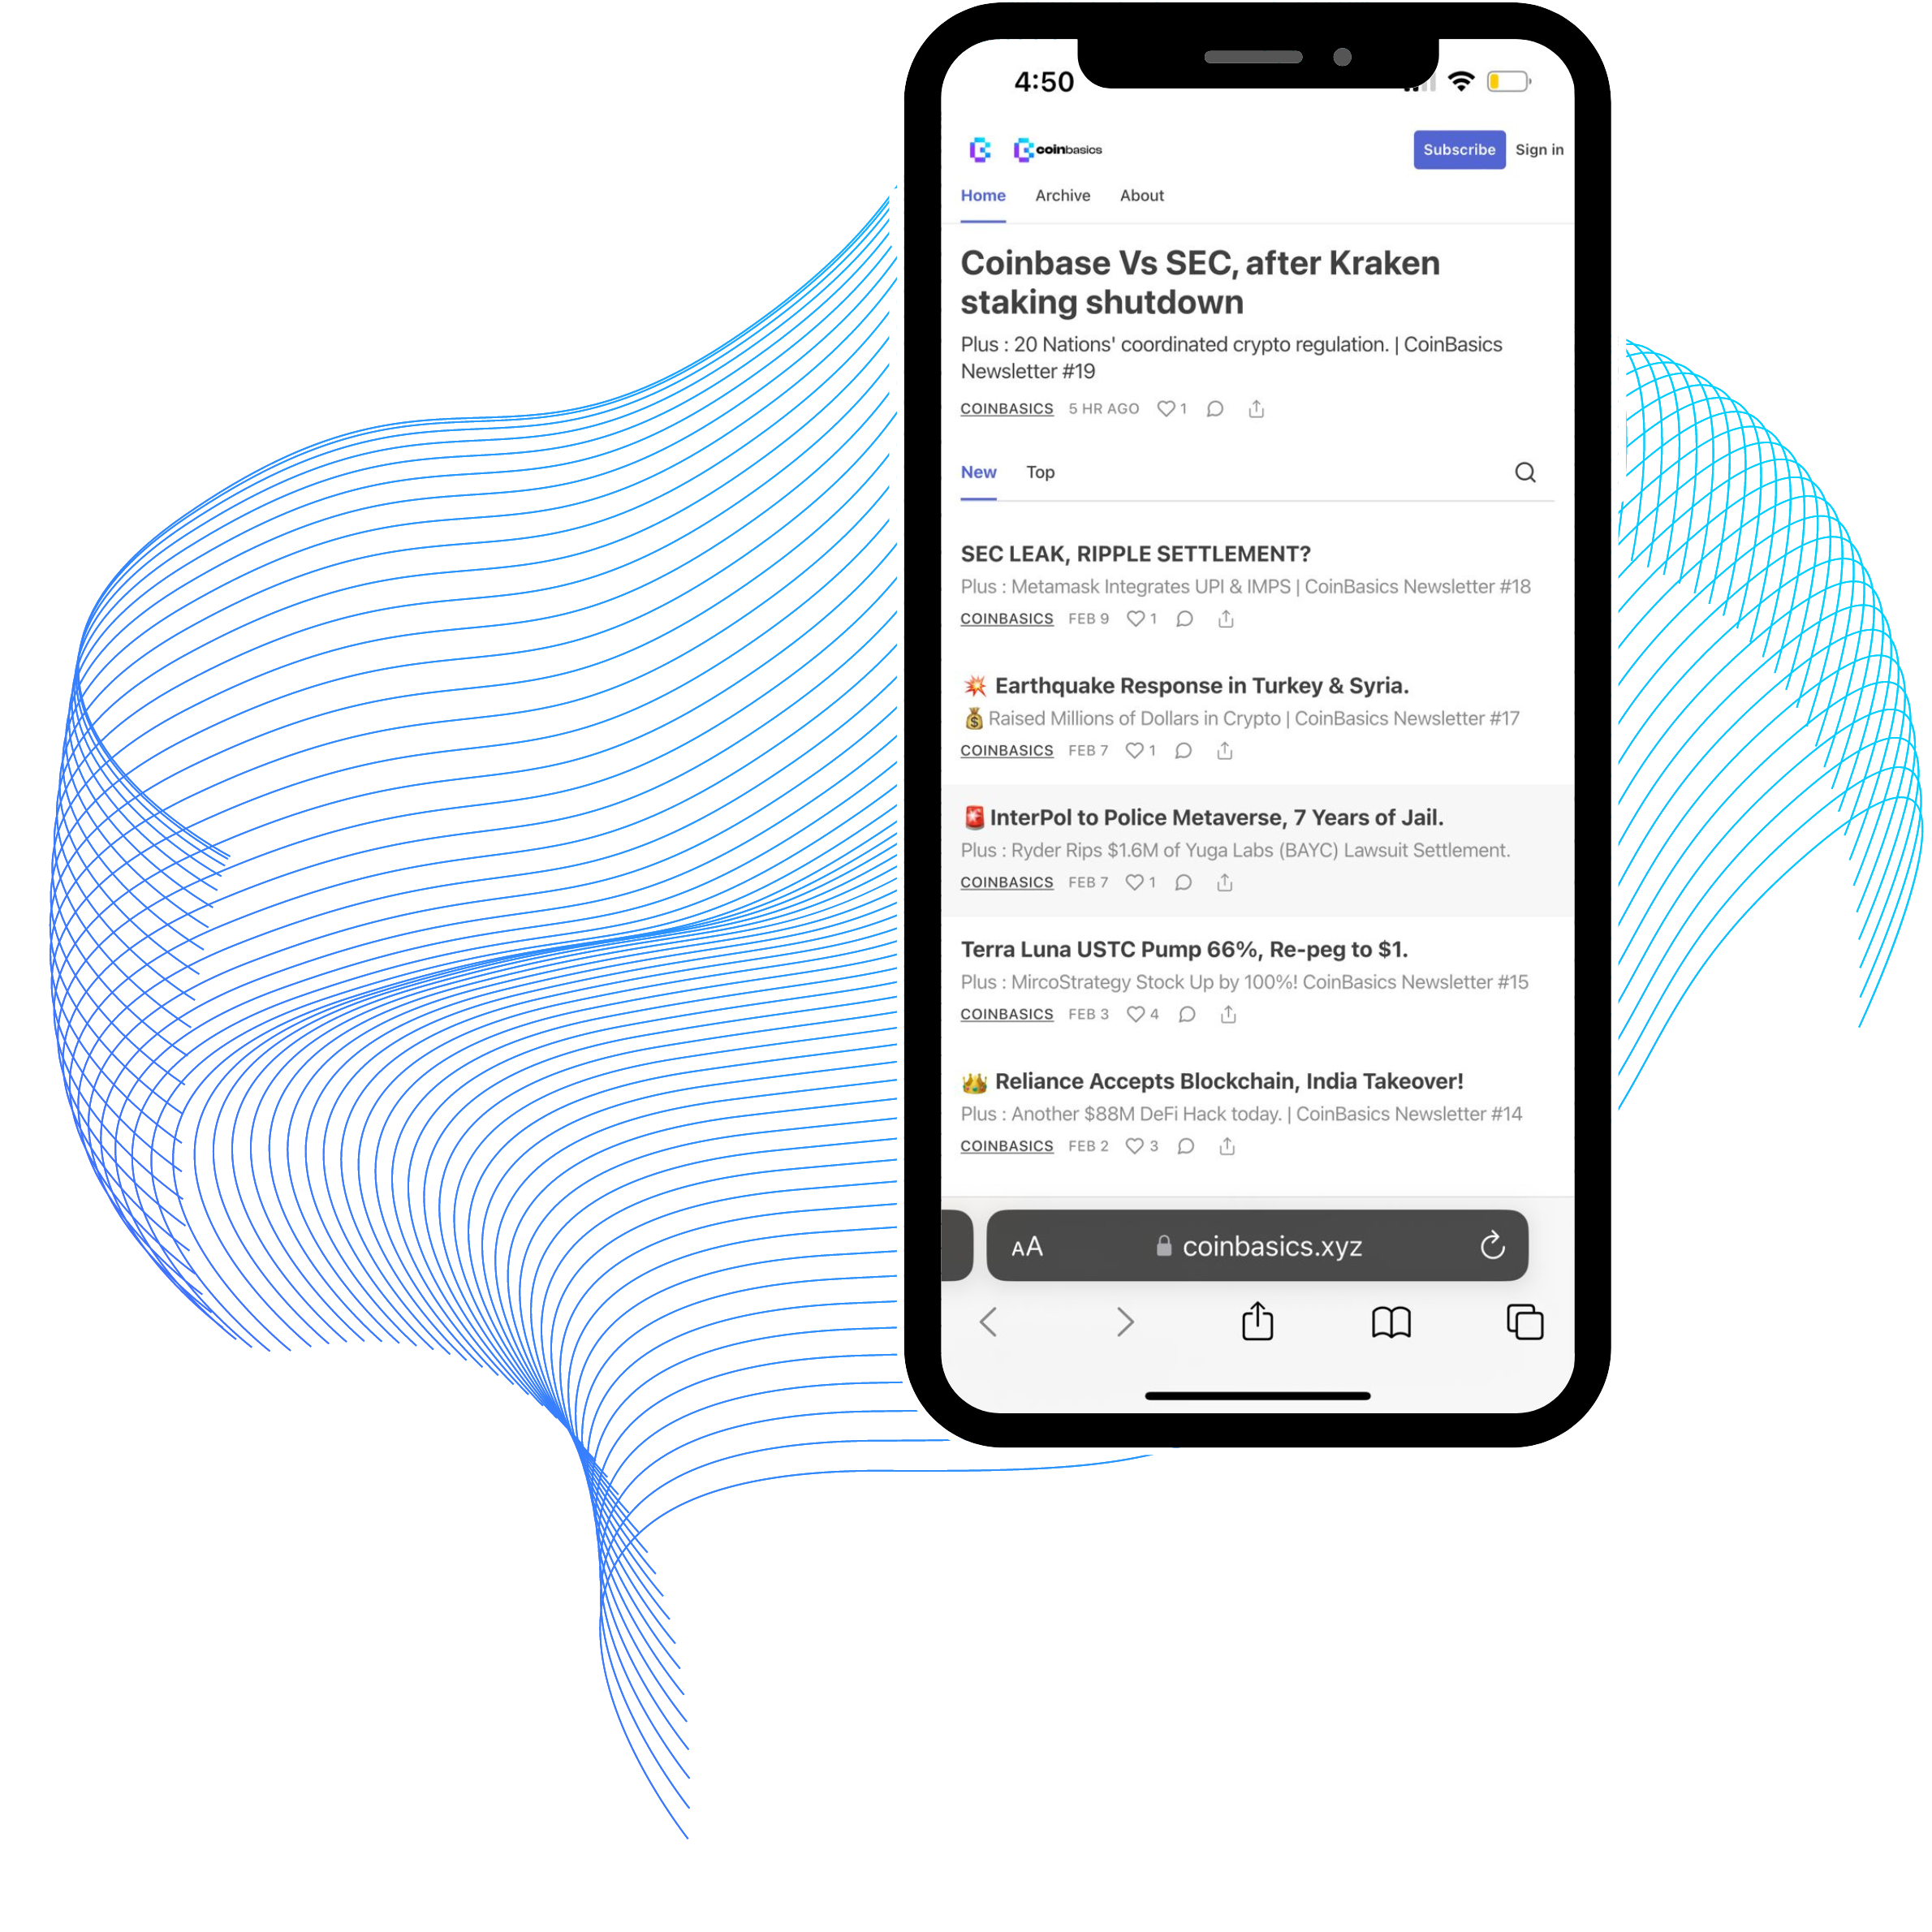 4:50
coinbasics
Subscribe
Sign in
Home
Archive
About
Coinbase Vs SEC, after Kraken
staking shutdown
Plus : 20 Nations' coordinated crypto regulation. | CoinBasics
Newsletter #19
COINBASICS 5 HR AGO 1
New
Top
SEC LEAK, RIPPLE SETTLEMENT?
Plus : Metamask Integrates UPI & IMPS | CoinBasics Newsletter #18
COINBASICS FEB 9 1
💥 Earthquake Response in Turkey & Syria.
💰Raised Millions of Dollars in Crypto | CoinBasics Newsletter #17
COINBASICS FEB 7 1
🚨InterPol to Police Metaverse, 7 Years of Jail.
Plus : Ryder Rips $1.6M of Yuga Labs (BAYC) Lawsuit Settlement.
COINBASICS FEB 7 1
Terra Luna USTC Pump 66%, Re-peg to $1.
Plus : MircoStrategy Stock Up by 100%! CoinBasics Newsletter #15
COINBASICS FEB 3 4
👑 Reliance Accepts Blockchain, India Takeover!
Plus : Another $88M DeFi Hack today. | CoinBasics Newsletter #14
COINBASICS FEB 2 3
AA
coinbasics.xyz